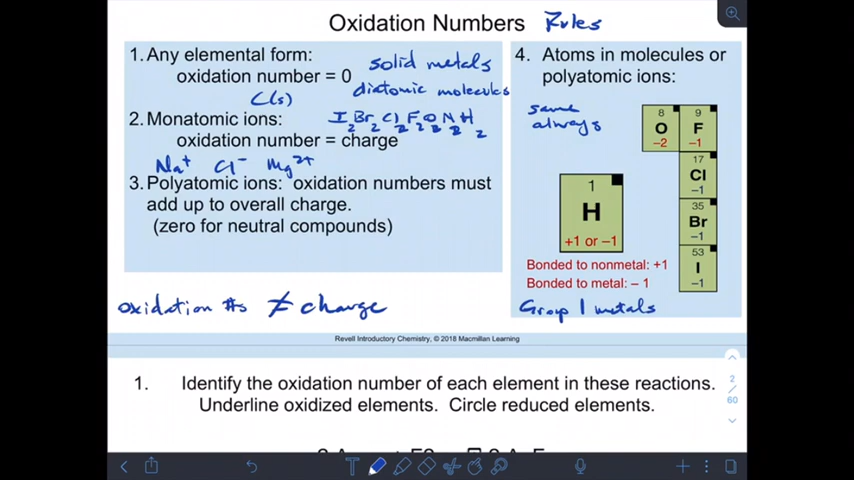 Oxidation Numbers Rules
1. Any elemental form:
oxidation number = 0
solid metals
diatomic molecules
C(s)
I₂ Br₂ Cl₂ F₂ O₂ N₂ H₂
2. Monatomic ions:
oxidation number = charge
Na⁺ Cl⁻ Mg²⁺
3. Polyatomic ions: oxidation numbers must
add up to overall charge.
(zero for neutral compounds)
4. Atoms in molecules or
polyatomic ions:
same
always
8
O
−2
9
F
−1
17
Cl
−1
35
Br
−1
53
I
−1
1
H
+1 or −1
Bonded to nonmetal: +1
Bonded to metal: – 1
Group 1 metals
oxidation #s ≠ charge
Revell Introductory Chemistry, © 2018 Macmillan Learning
1. Identify the oxidation number of each element in these reactions.
Underline oxidized elements. Circle reduced elements.
2
/
60
T